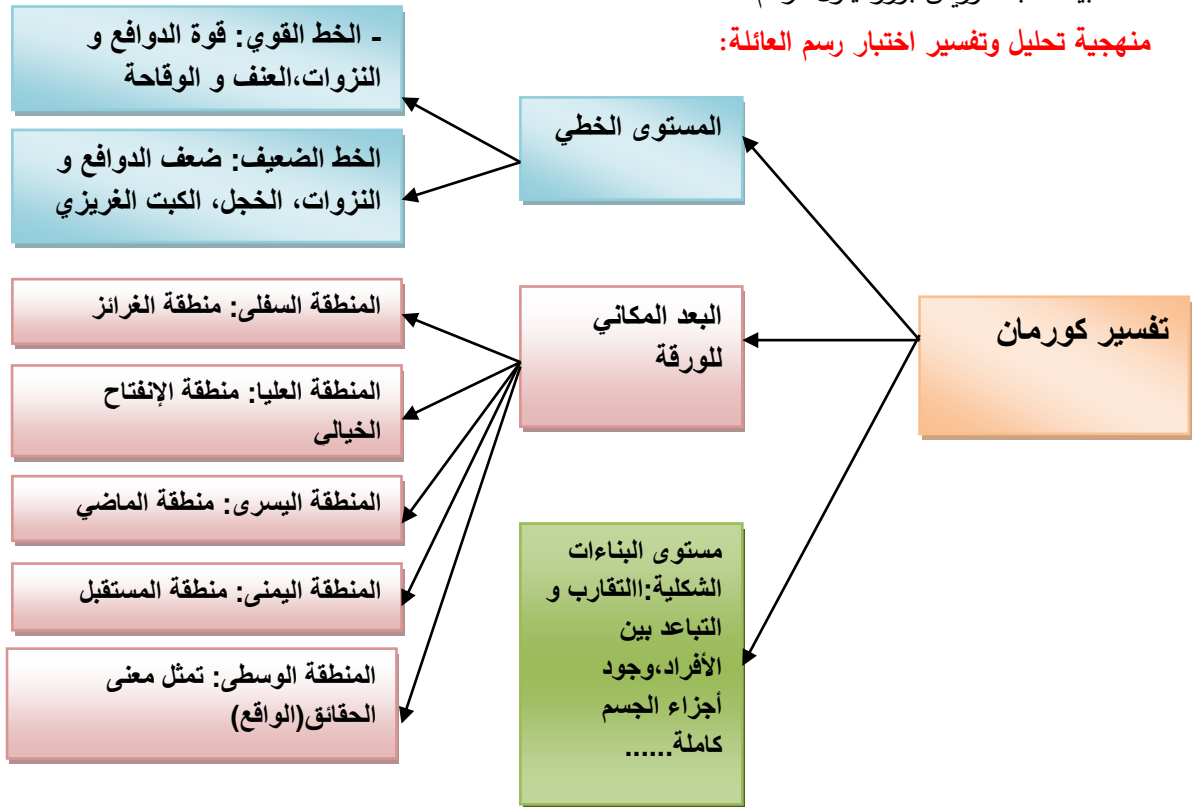 منهجية تحليل وتفسير اختبار رسم العائلة:
تفسير كورمان
المستوى الخطي
- الخط القوي: قوة الدوافع و
النزوات،العنف و الوقاحة
الخط الضعيف: ضعف الدوافع و
النزوات، الخجل، الكبت الغريزي
البعد المكاني
للورقة
المنطقة السفلى: منطقة الغرائز
المنطقة العليا: منطقة الإنفتاح
الخيالى
المنطقة اليسرى: منطقة الماضي
المنطقة اليمنى: منطقة المستقبل
المنطقة الوسطى: تمثل معنى
الحقائق(الواقع)
مستوى البناءات
الشكلية:االتقارب و
التباعد بين
الأفراد،وجود
أجزاء الجسم
كاملة......